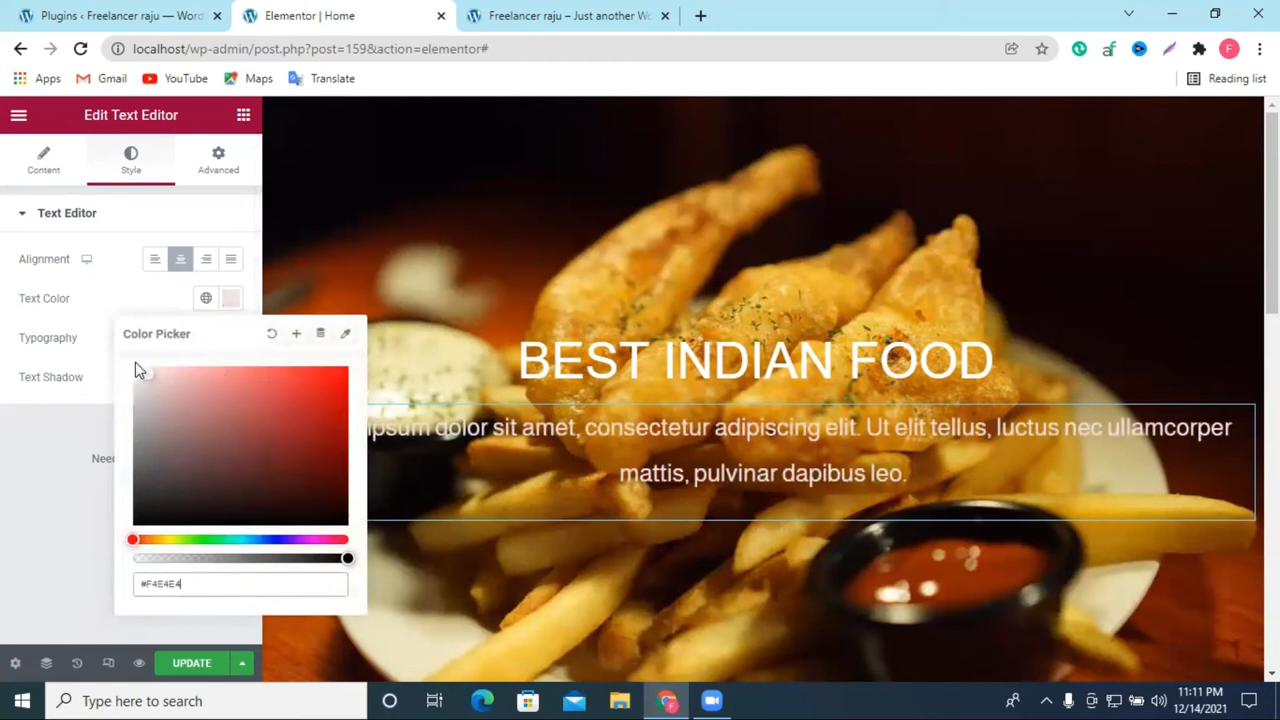 Plugins ‹ Freelancer raju — Word
Elementor | Home
Freelancer raju – Just another Wo
localhost/wp-admin/post.php?post=159&action=elementor#
F
Apps
Gmail
YouTube
Maps
Translate
Reading list
Edit Text Editor
Content
Style
Advanced
Text Editor
Alignment
Text Color
Typography
Text Shadow
Color Picker
Need
#F4E4E4
UPDATE
BEST INDIAN FOOD
ipsum dolor sit amet, consectetur adipiscing elit. Ut elit tellus, luctus nec ullamcorper
mattis, pulvinar dapibus leo.
Type here to search
11:11 PM
12/14/2021